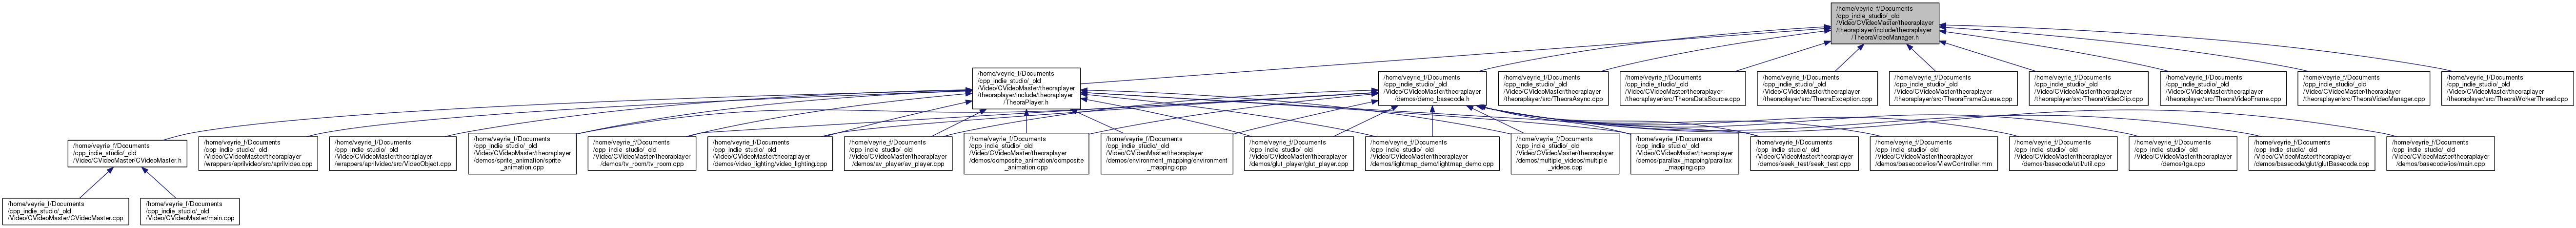 /home/veyrie_f/Documents
/cpp_indie_studio/_old
/Video/CVideoMaster/theoraplayer
/theoraplayer/include/theoraplayer
/TheoraVideoManager.h
/home/veyrie_f/Documents
/cpp_indie_studio/_old
/Video/CVideoMaster/theoraplayer
/theoraplayer/include/theoraplayer
/TheoraPlayer.h
/home/veyrie_f/Documents
/cpp_indie_studio/_old
/Video/CVideoMaster/theoraplayer
/demos/demo_basecode.h
/home/veyrie_f/Documents
/cpp_indie_studio/_old
/Video/CVideoMaster/theoraplayer
/theoraplayer/src/TheoraAsync.cpp
/home/veyrie_f/Documents
/cpp_indie_studio/_old
/Video/CVideoMaster/theoraplayer
/theoraplayer/src/TheoraDataSource.cpp
/home/veyrie_f/Documents
/cpp_indie_studio/_old
/Video/CVideoMaster/theoraplayer
/theoraplayer/src/TheoraException.cpp
/home/veyrie_f/Documents
/cpp_indie_studio/_old
/Video/CVideoMaster/theoraplayer
/theoraplayer/src/TheoraFrameQueue.cpp
/home/veyrie_f/Documents
/cpp_indie_studio/_old
/Video/CVideoMaster/theoraplayer
/theoraplayer/src/TheoraVideoClip.cpp
/home/veyrie_f/Documents
/cpp_indie_studio/_old
/Video/CVideoMaster/theoraplayer
/theoraplayer/src/TheoraVideoFrame.cpp
/home/veyrie_f/Documents
/cpp_indie_studio/_old
/Video/CVideoMaster/theoraplayer
/theoraplayer/src/TheoraVideoManager.cpp
/home/veyrie_f/Documents
/cpp_indie_studio/_old
/Video/CVideoMaster/theoraplayer
/theoraplayer/src/TheoraWorkerThread.cpp
/home/veyrie_f/Documents
/cpp_indie_studio/_old
/Video/CVideoMaster/CVideoMaster.h
/home/veyrie_f/Documents
/cpp_indie_studio/_old
/Video/CVideoMaster/theoraplayer
/wrappers/aprilvideo/src/aprilvideo.cpp
/home/veyrie_f/Documents
/cpp_indie_studio/_old
/Video/CVideoMaster/theoraplayer
/wrappers/aprilvideo/src/VideoObject.cpp
/home/veyrie_f/Documents
/cpp_indie_studio/_old
/Video/CVideoMaster/theoraplayer
/demos/sprite_animation/sprite
_animation.cpp
/home/veyrie_f/Documents
/cpp_indie_studio/_old
/Video/CVideoMaster/theoraplayer
/demos/tv_room/tv_room.cpp
/home/veyrie_f/Documents
/cpp_indie_studio/_old
/Video/CVideoMaster/theoraplayer
/demos/video_lighting/video_lighting.cpp
/home/veyrie_f/Documents
/cpp_indie_studio/_old
/Video/CVideoMaster/theoraplayer
/demos/av_player/av_player.cpp
/home/veyrie_f/Documents
/cpp_indie_studio/_old
/Video/CVideoMaster/theoraplayer
/demos/composite_animation/composite
_animation.cpp
/home/veyrie_f/Documents
/cpp_indie_studio/_old
/Video/CVideoMaster/theoraplayer
/demos/environment_mapping/environment
_mapping.cpp
/home/veyrie_f/Documents
/cpp_indie_studio/_old
/Video/CVideoMaster/theoraplayer
/demos/glut_player/glut_player.cpp
/home/veyrie_f/Documents
/cpp_indie_studio/_old
/Video/CVideoMaster/theoraplayer
/demos/lightmap_demo/lightmap_demo.cpp
/home/veyrie_f/Documents
/cpp_indie_studio/_old
/Video/CVideoMaster/theoraplayer
/demos/multiple_videos/multiple
_videos.cpp
/home/veyrie_f/Documents
/cpp_indie_studio/_old
/Video/CVideoMaster/theoraplayer
/demos/parallax_mapping/parallax
_mapping.cpp
/home/veyrie_f/Documents
/cpp_indie_studio/_old
/Video/CVideoMaster/theoraplayer
/demos/seek_test/seek_test.cpp
/home/veyrie_f/Documents
/cpp_indie_studio/_old
/Video/CVideoMaster/theoraplayer
/demos/basecode/ios/ViewController.mm
/home/veyrie_f/Documents
/cpp_indie_studio/_old
/Video/CVideoMaster/theoraplayer
/demos/basecode/util/util.cpp
/home/veyrie_f/Documents
/cpp_indie_studio/_old
/Video/CVideoMaster/theoraplayer
/demos/tga.cpp
/home/veyrie_f/Documents
/cpp_indie_studio/_old
/Video/CVideoMaster/theoraplayer
/demos/basecode/glut/glutBasecode.cpp
/home/veyrie_f/Documents
/cpp_indie_studio/_old
/Video/CVideoMaster/theoraplayer
/demos/basecode/ios/main.cpp
/home/veyrie_f/Documents
/cpp_indie_studio/_old
/Video/CVideoMaster/CVideoMaster.cpp
/home/veyrie_f/Documents
/cpp_indie_studio/_old
/Video/CVideoMaster/main.cpp